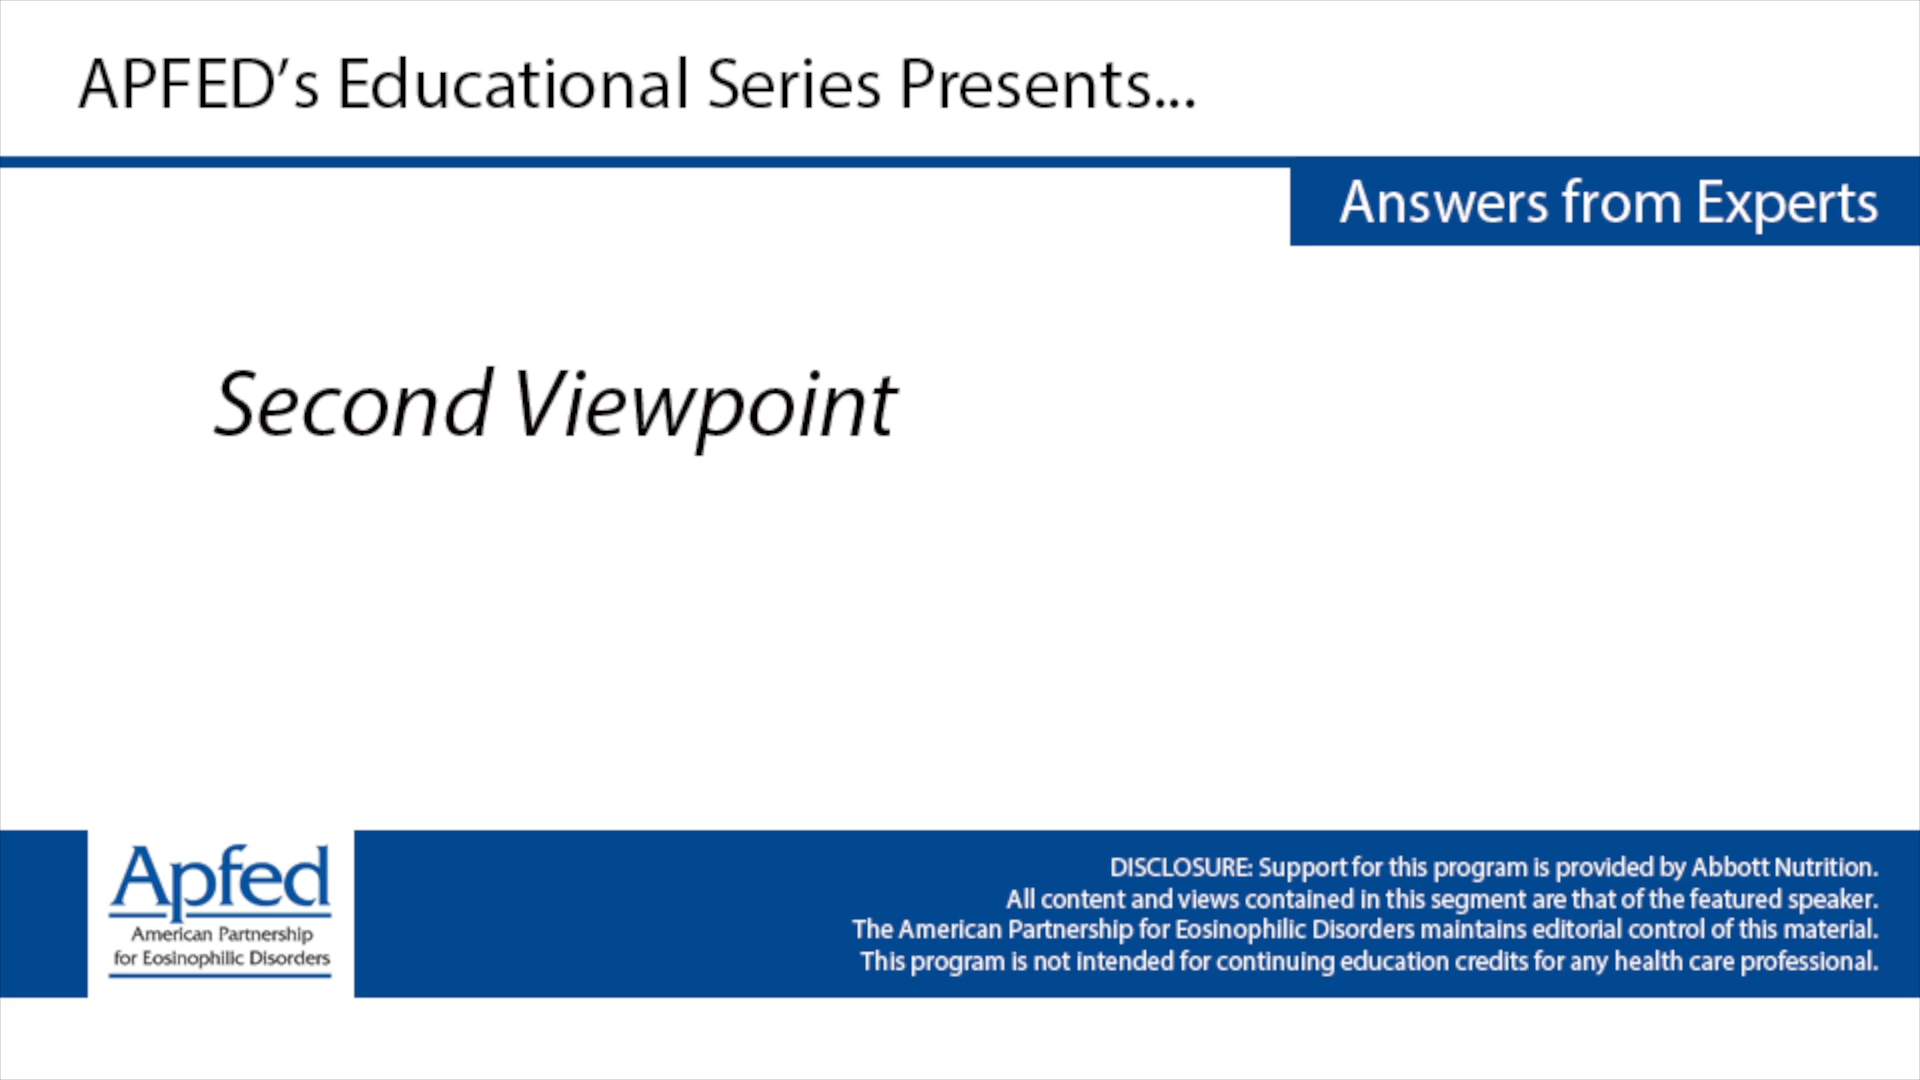 APFED’s Educational Series Presents...
Answers from Experts
Second Viewpoint
Apfed
American Partnership
for Eosinophilic Disorders
DISCLOSURE: Support for this program is provided by Abbott Nutrition.
All content and views contained in this segment are that of the featured speaker.
The American Partnership for Eosinophilic Disorders maintains editorial control of this material.
This program is not intended for continuing education credits for any health care professional.